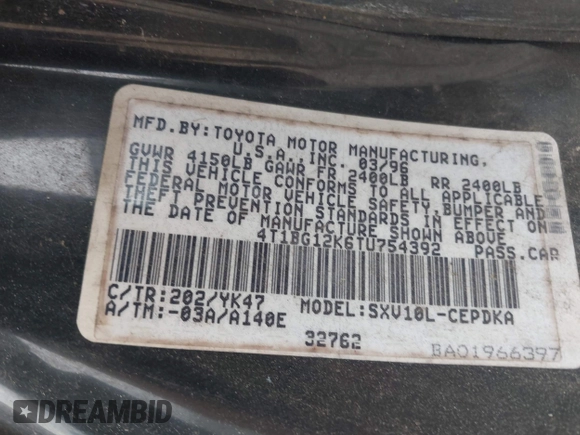 MFD.BY:TOYOTA MOTOR MANUFACTURING,
U.S.A.,INC. 03/96
GVWR 4150LB GAWR FR 2400LB RR 2400LB
THIS VEHICLE CONFORMS TO ALL APPLICABLE
FEDERAL MOTOR VEHICLE SAFETY,BUMPER AND
THEFT PREVENTION STANDARDS IN EFFECT ON
THE DATE OF MANUFACTURE SHOWN ABOVE.
4T1BG12K6TU754392 PASS.CAR
C/TR:202/YK47 MODEL:SXV10L-CEPDKA
A/TM:-03A/A140E
32762
BA01966397
DREAMBID